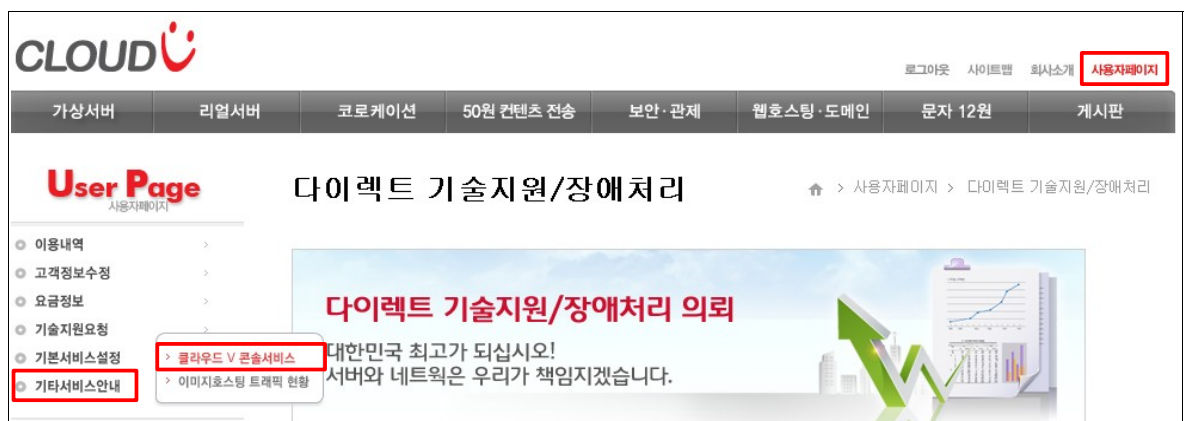 CLOUD
로그아웃 사이트맵 회사소개 사용자페이지
가상서버 리얼서버 코로케이션 50원 컨텐츠 전송 보안·관제 웹호스팅·도메인 문자 12원 게시판
User Page
사용자페이지
다이렉트 기술지원/장애처리
> 사용자페이지 > 다이렉트 기술지원/장애처리
이용내역 >
고객정보수정 >
요금정보 >
기술지원요청 >
기본서비스설정
기타서비스안내
> 클라우드 V 콘솔서비스
> 이미지호스팅 트래픽 현황
다이렉트 기술지원/장애처리 의뢰
대한민국 최고가 되십시오!
서버와 네트웍은 우리가 책임지겠습니다.